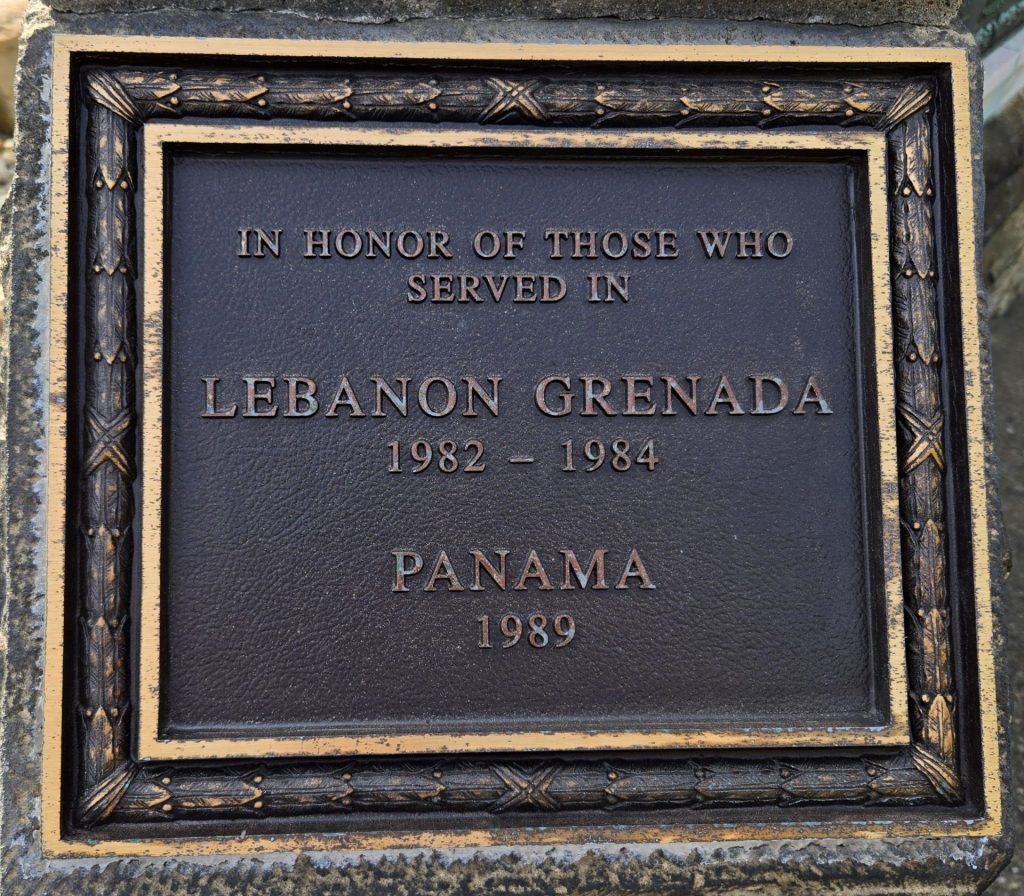 IN HONOR OF THOSE WHO
SERVED IN
LEBANON GRENADA
1982 – 1984
PANAMA
1989